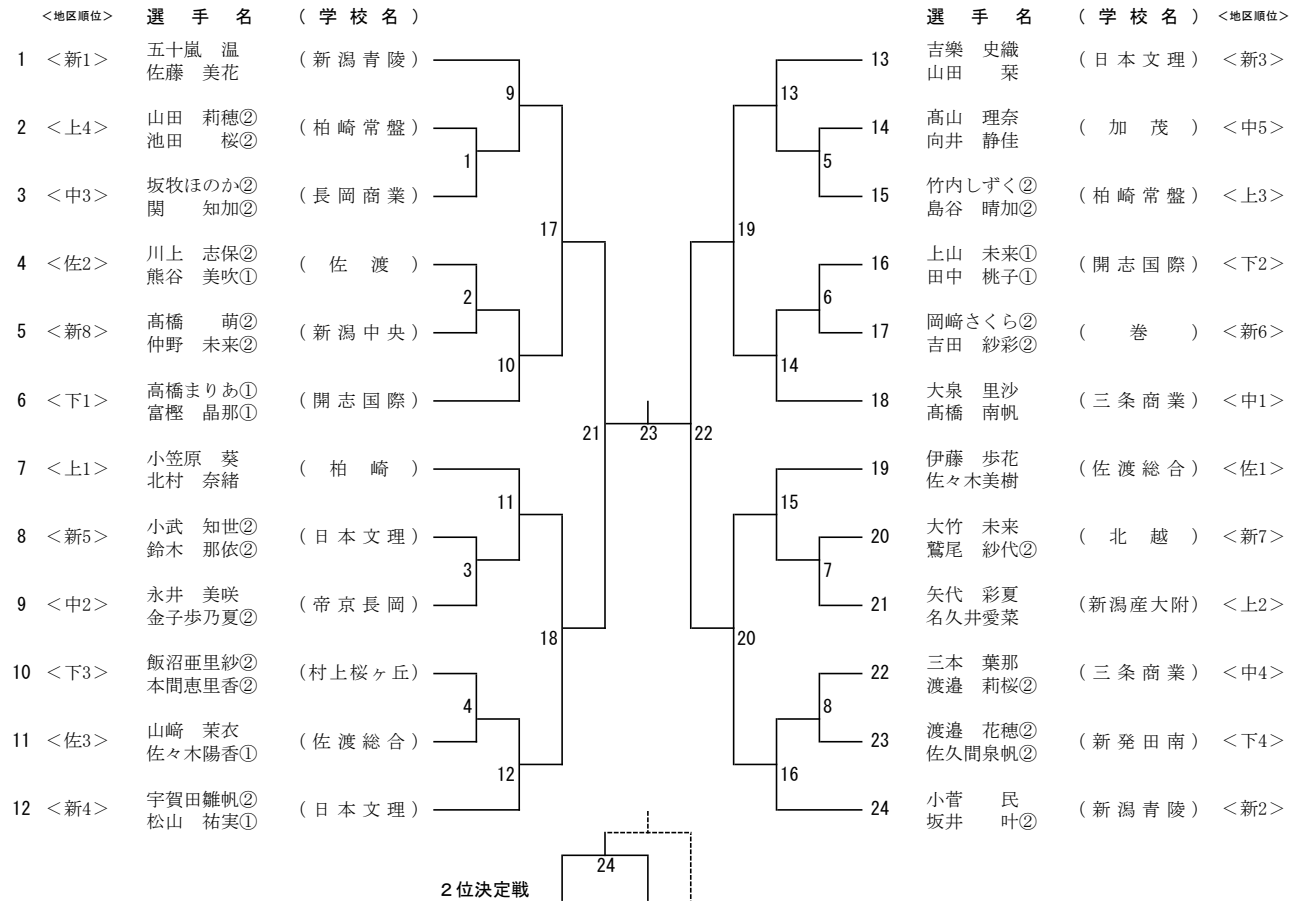 <地区順位> 選手名 (学校名)
1 <新1> 五十嵐 温 (新潟青陵)
佐藤 美花
2 <上4> 山田 莉穂② (柏崎常盤)
池田 桜②
3 <中3> 坂牧ほのか② (長岡商業)
関 知加②
4 <佐2> 川上 志保② (佐渡)
熊谷 美吹①
5 <新8> 髙橋 萌② (新潟中央)
仲野 未来②
6 <下1> 高橋まりあ① (開志国際)
富樫 晶那①
7 <上1> 小笠原 葵 (柏崎)
北村 奈緒
8 <新5> 小武 知世② (日本文理)
鈴木 那依②
9 <中2> 永井 美咲 (帝京長岡)
金子歩乃夏②
10 <下3> 飯沼亜里紗② (村上桜ヶ丘)
本間恵里香②
11 <佐3> 山﨑 茉衣 (佐渡総合)
佐々木陽香①
12 <新4> 宇賀田雛帆② (日本文理)
松山 祐実①
9
1
17
2
10
21
11
3
18
4
12
23
選手名 (学校名) <地区順位>
13 吉樂 史織 (日本文理) <新3>
山田 栞
14 髙山 理奈 (加茂) <中5>
向井 静佳
15 竹内しずく② (柏崎常盤) <上3>
島谷 晴加②
16 上山 未来① (開志国際) <下2>
田中 桃子①
17 岡﨑さくら② (巻) <新6>
吉田 紗彩②
18 大泉 里沙 (三条商業) <中1>
髙橋 南帆
19 伊藤 歩花 (佐渡総合) <佐1>
佐々木美樹
20 大竹 未来 (北越) <新7>
鷲尾 紗代②
21 矢代 彩夏 (新潟産大附) <上2>
名久井愛菜
22 三本 葉那 (三条商業) <中4>
渡邉 莉桜②
23 渡邉 花穂② (新発田南) <下4>
佐久間泉帆②
24 小菅 民 (新潟青陵) <新2>
坂井 叶②
13
5
19
6
14
22
15
7
20
8
16
24
2位決定戦